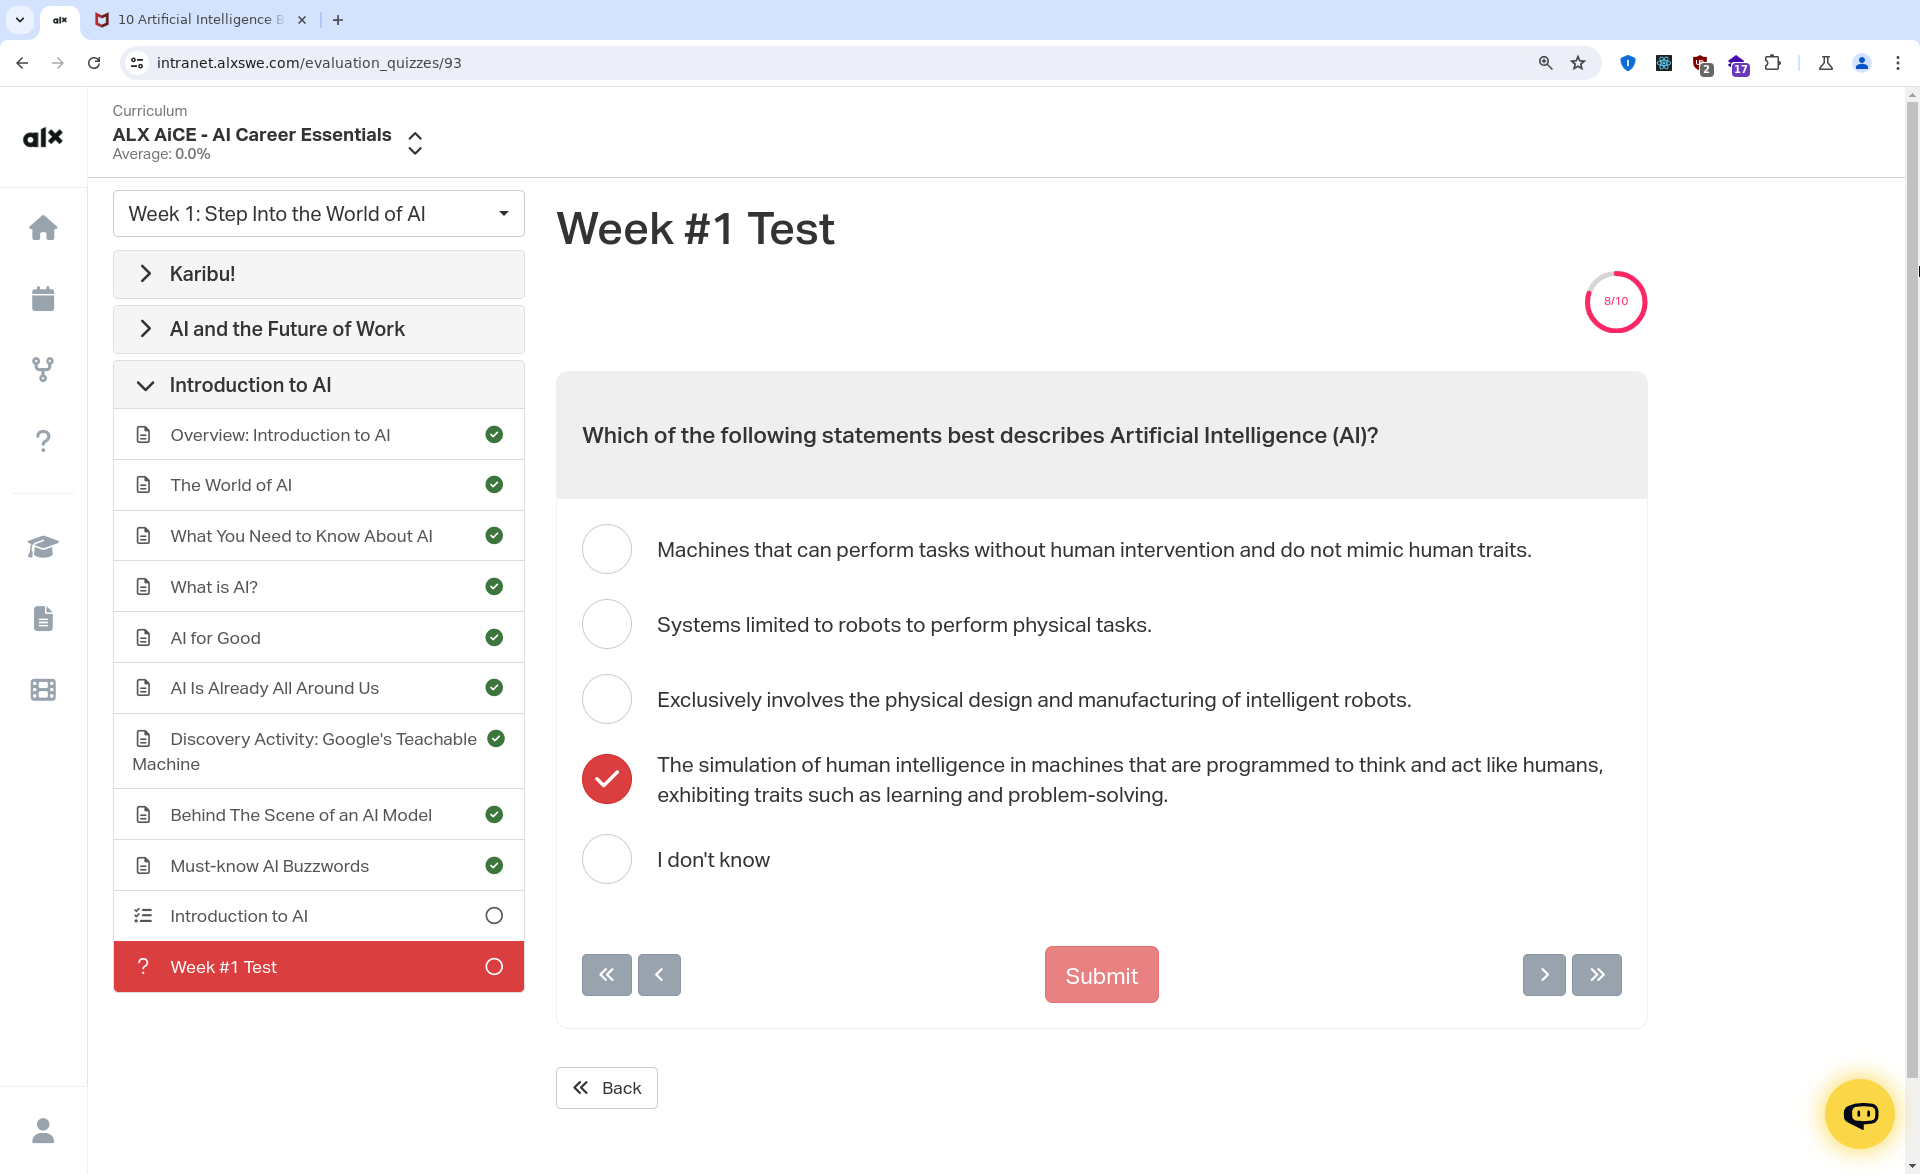 alx
10 Artificial Intelligence B
intranet.alxswe.com/evaluation_quizzes/93
2
17
alx
Curriculum
ALX AiCE - AI Career Essentials
Average: 0.0%
Week 1: Step Into the World of AI
Karibu!
AI and the Future of Work
Introduction to AI
Overview: Introduction to AI
The World of AI
What You Need to Know About AI
What is AI?
AI for Good
AI Is Already All Around Us
Discovery Activity: Google's Teachable
Machine
Behind The Scene of an AI Model
Must-know AI Buzzwords
Introduction to AI
? Week #1 Test
Week #1 Test
8/10
Which of the following statements best describes Artificial Intelligence (AI)?
Machines that can perform tasks without human intervention and do not mimic human traits.
Systems limited to robots to perform physical tasks.
Exclusively involves the physical design and manufacturing of intelligent robots.
The simulation of human intelligence in machines that are programmed to think and act like humans,
exhibiting traits such as learning and problem-solving.
I don't know
Submit
Back